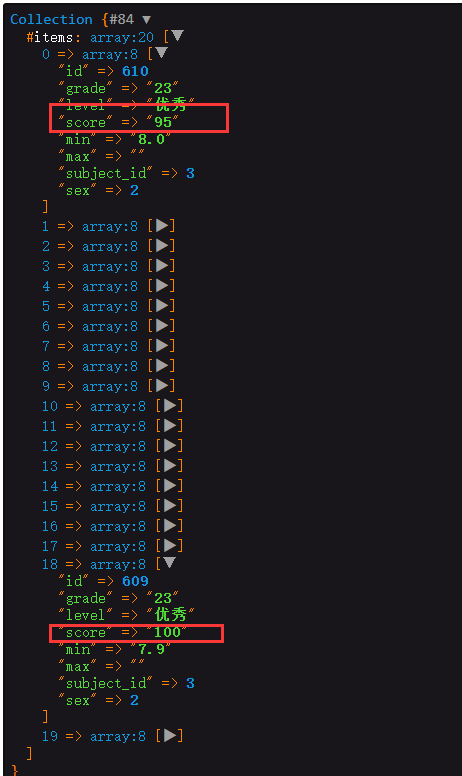 Collection {#84 ▼
#items: array:20 [▼
0 => array:8 [▼
"id" => 610
"grade" => "23"
"level" => "优秀"
"score" => "95"
"min" => "8.0"
"max" => ""
"subject_id" => 3
"sex" => 2
]
1 => array:8 [▶]
2 => array:8 [▶]
3 => array:8 [▶]
4 => array:8 [▶]
5 => array:8 [▶]
6 => array:8 [▶]
7 => array:8 [▶]
8 => array:8 [▶]
9 => array:8 [▶]
10 => array:8 [▶]
11 => array:8 [▶]
12 => array:8 [▶]
13 => array:8 [▶]
14 => array:8 [▶]
15 => array:8 [▶]
16 => array:8 [▶]
17 => array:8 [▶]
18 => array:8 [▼
"id" => 609
"grade" => "23"
"level" => "优秀"
"score" => "100"
"min" => "7.9"
"max" => ""
"subject_id" => 3
"sex" => 2
]
19 => array:8 [▶]
]
}